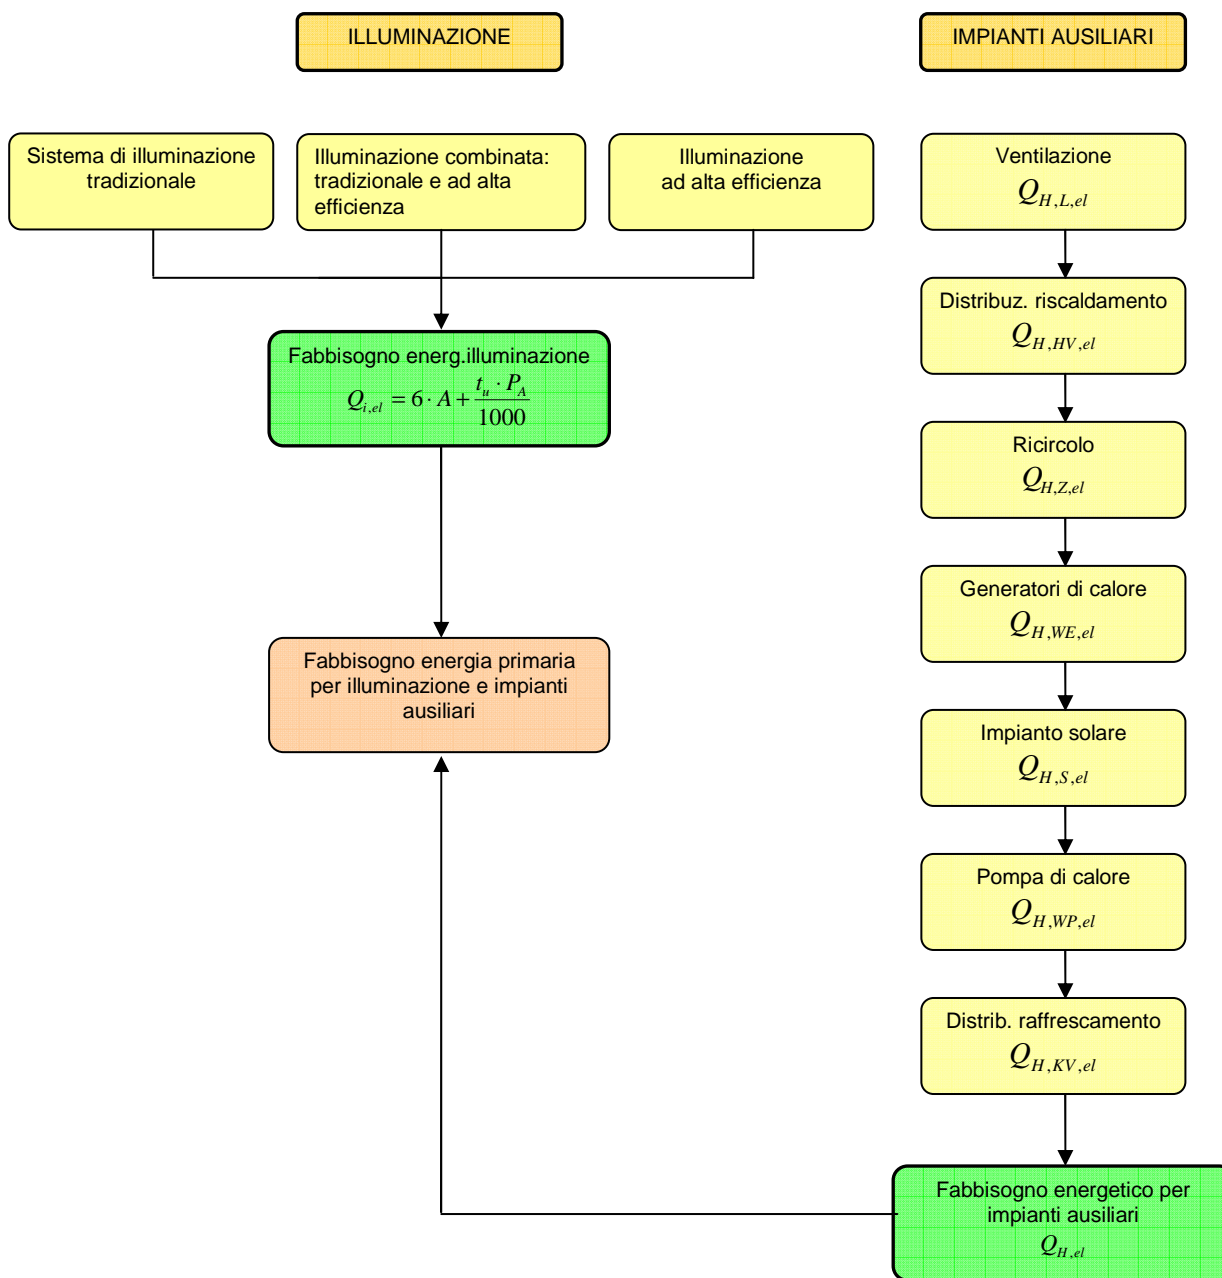 ILLUMINAZIONE
IMPIANTI AUSILIARI
Sistema di illuminazione
tradizionale
Illuminazione combinata:
tradizionale e ad alta
efficienza
Illuminazione
ad alta efficienza
Ventilazione
Q_{H,L,el}
Distribuz. riscaldamento
Q_{H,HV,el}
Fabbisogno energ.illuminazione
Q_{i,el} = 6 · A + \frac{t_u · P_A}{1000}
Ricircolo
Q_{H,Z,el}
Generatori di calore
Q_{H,WE,el}
Fabbisogno energia primaria
per illuminazione e impianti
ausiliari
Impianto solare
Q_{H,S,el}
Pompa di calore
Q_{H,WP,el}
Distrib. raffrescamento
Q_{H,KV,el}
Fabbisogno energetico per
impianti ausiliari
Q_{H,el}